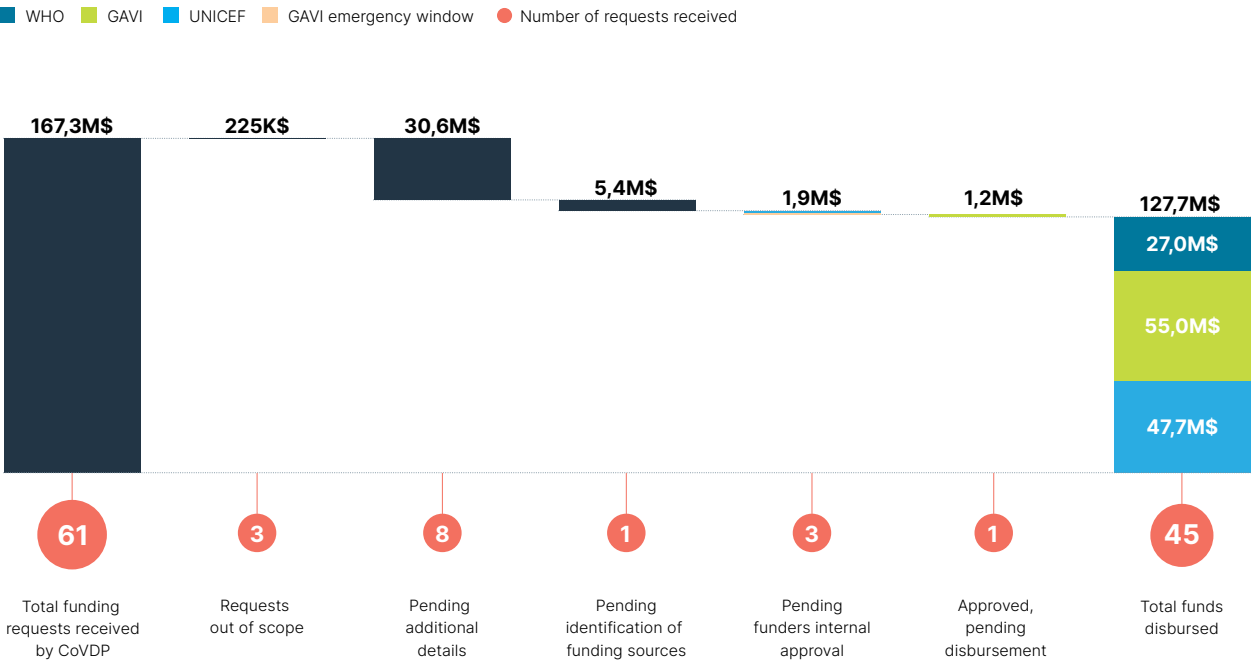 WHO GAVI UNICEF GAVI emergency window Number of requests received
167,3M$
225K$
30,6M$
5,4M$
1,9M$
1,2M$
127,7M$
27,0M$
55,0M$
47,7M$
61
3
8
1
3
1
45
Total funding
requests received
by CoVDP
Requests
out of scope
Pending
additional
details
Pending
identification of
funding sources
Pending
funders internal
approval
Approved,
pending
disbursement
Total funds
disbursed